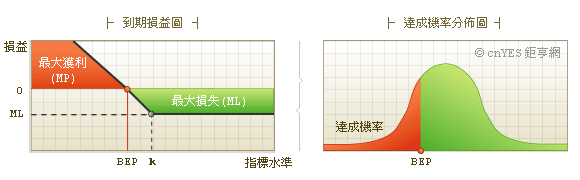 ├ 到期損益圖 ┤
損益
最大獲利
(MP)
0
最大損失(ML)
ML
BEP
k
指標水準
├ 達成機率分佈圖 ┤
© cnYES 鉅亨網
達成機率
BEP